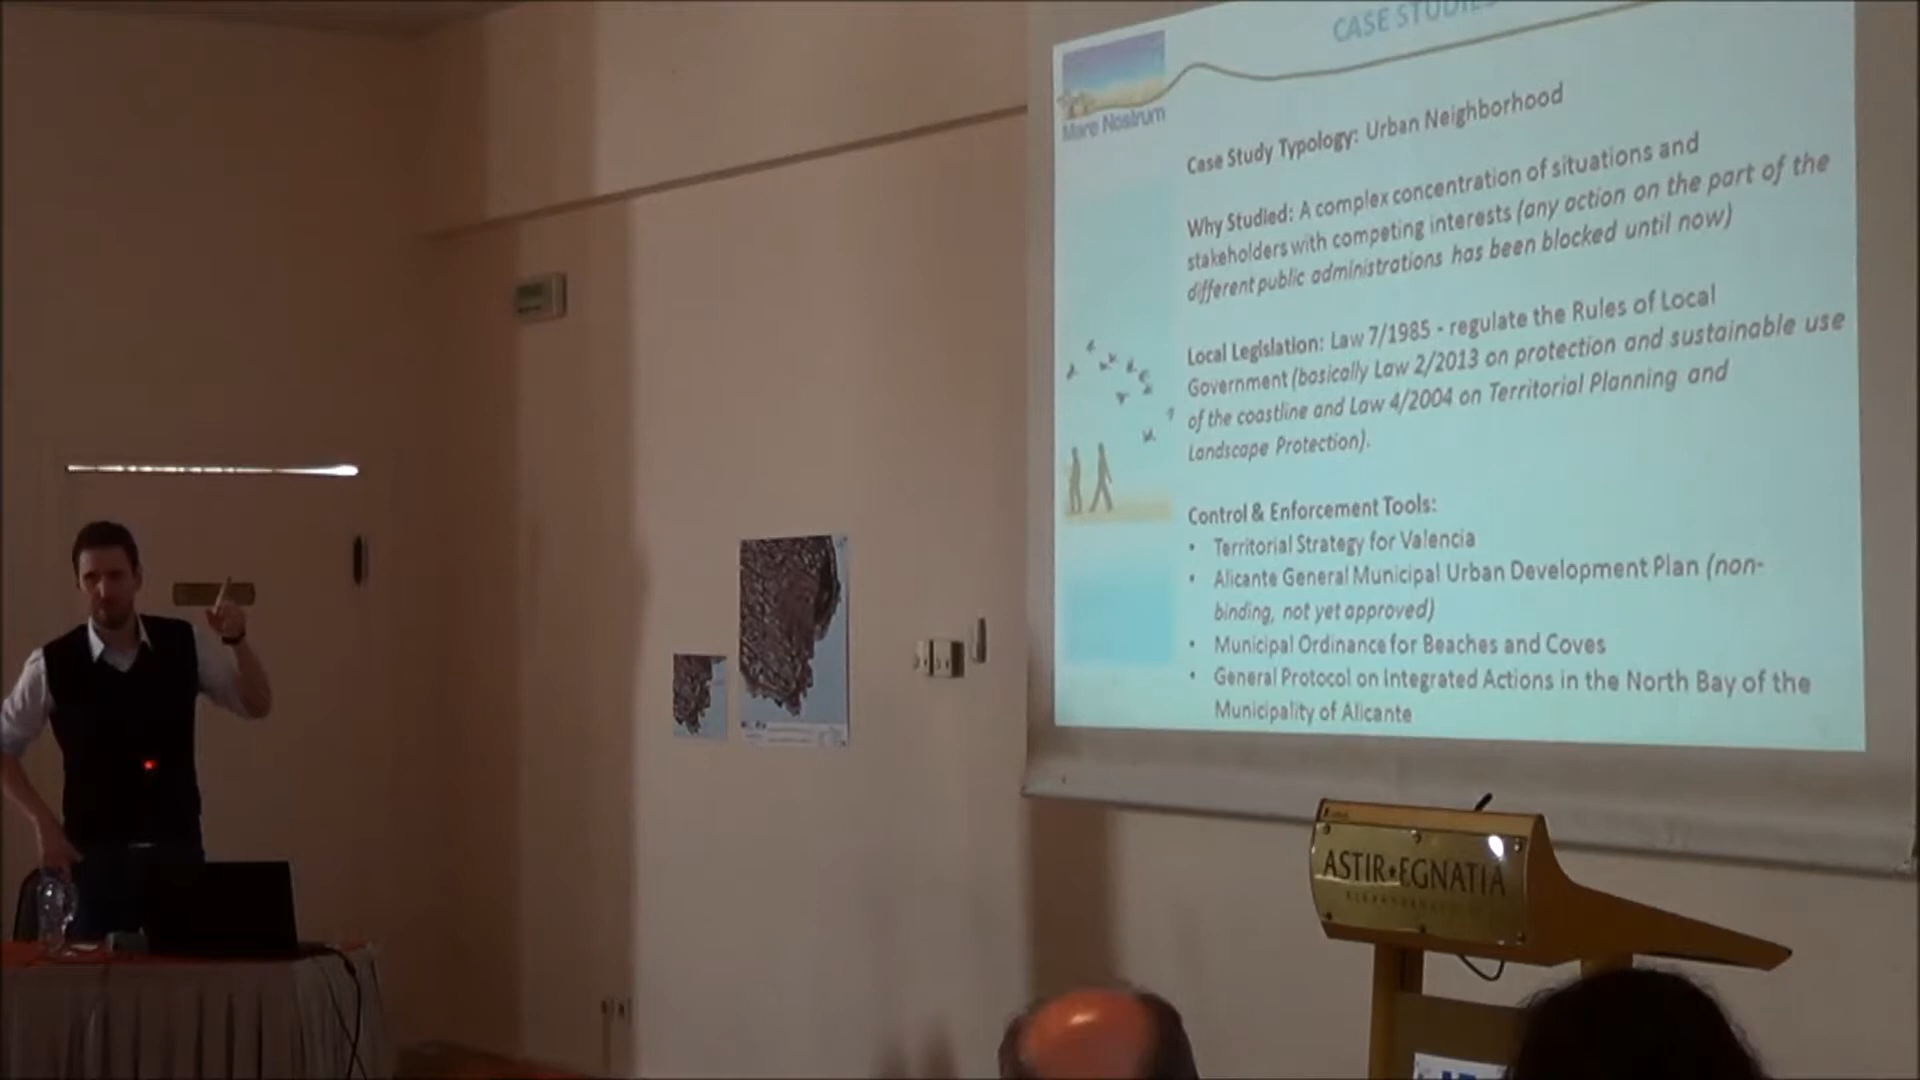 CASE STUDIES
Mare Nostrum
Case Study Typology: Urban Neighborhood
Why Studied: A complex concentration of situations and
stakeholders with competing interests (any action on the part of the
different public administrations has been blocked until now)
Local Legislation: Law 7/1985 - regulate the Rules of Local
Government (basically Law 2/2013 on protection and sustainable use
of the coastline and Law 4/2004 on Territorial Planning and
Landscape Protection).
Control & Enforcement Tools:
• Territorial Strategy for Valencia
• Alicante General Municipal Urban Development Plan (non-
binding, not yet approved)
• Municipal Ordinance for Beaches and Coves
• General Protocol on Integrated Actions in the North Bay of the
Municipality of Alicante
ASTIR EGNATIA